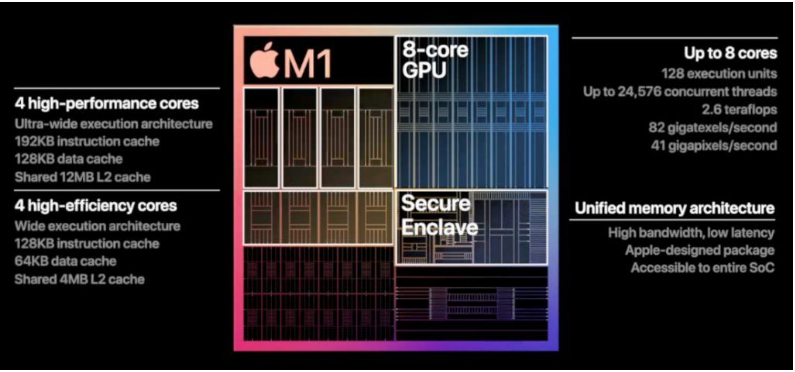 4 high-performance cores
Ultra-wide execution architecture
192KB instruction cache
128KB data cache
Shared 12MB L2 cache
4 high-efficiency cores
Wide execution architecture
128KB instruction cache
64KB data cache
Shared 4MB L2 cache
M1
8-core
GPU
Secure
Enclave
Up to 8 cores
128 execution units
Up to 24,576 concurrent threads
2.6 teraflops
82 gigatexels/second
41 gigapixels/second
Unified memory architecture
High bandwidth, low latency
Apple-designed package
Accessible to entire SoC